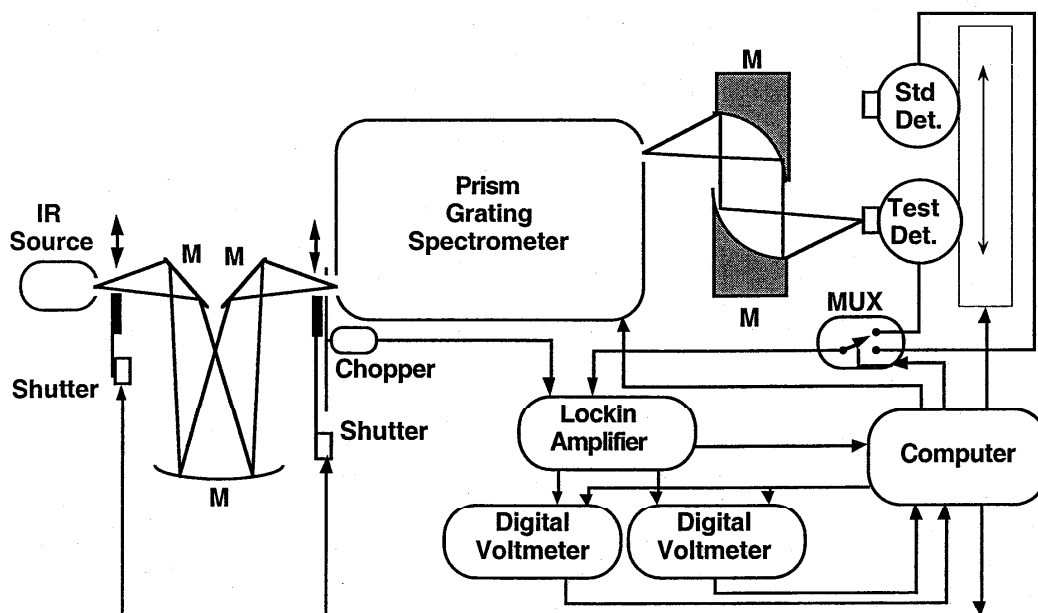 M
Std
Det.
Prism
Grating
Spectrometer
IR
Source
M
M
Test
Det.
M
MUX
Shutter
Chopper
Lockin
Amplifier
Shutter
Computer
M
Digital
Voltmeter
Digital
Voltmeter